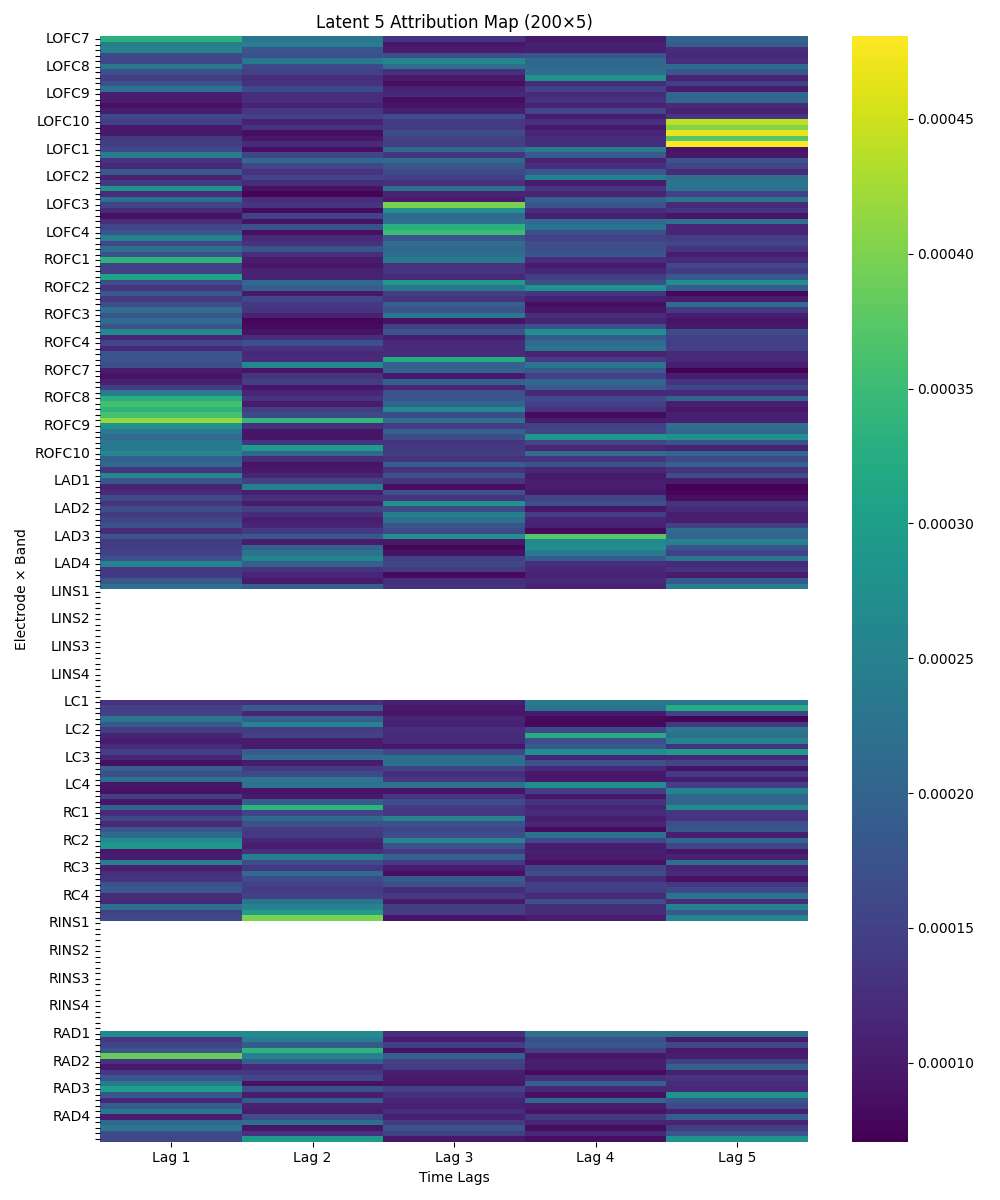 Latent 5 Attribution Map (200×5)
LOFC7
LOFC8
LOFC9
LOFC10
LOFC1
LOFC2
LOFC3
LOFC4
ROFC1
ROFC2
ROFC3
ROFC4
ROFC7
ROFC8
ROFC9
ROFC10
LAD1
LAD2
LAD3
LAD4
LINS1
LINS2
LINS3
LINS4
LC1
LC2
LC3
LC4
RC1
RC2
RC3
RC4
RINS1
RINS2
RINS3
RINS4
RAD1
RAD2
RAD3
RAD4
Electrode × Band
Lag 1 Lag 2 Lag 3 Lag 4 Lag 5
Time Lags
0.00045
0.00040
0.00035
0.00030
0.00025
0.00020
0.00015
0.00010